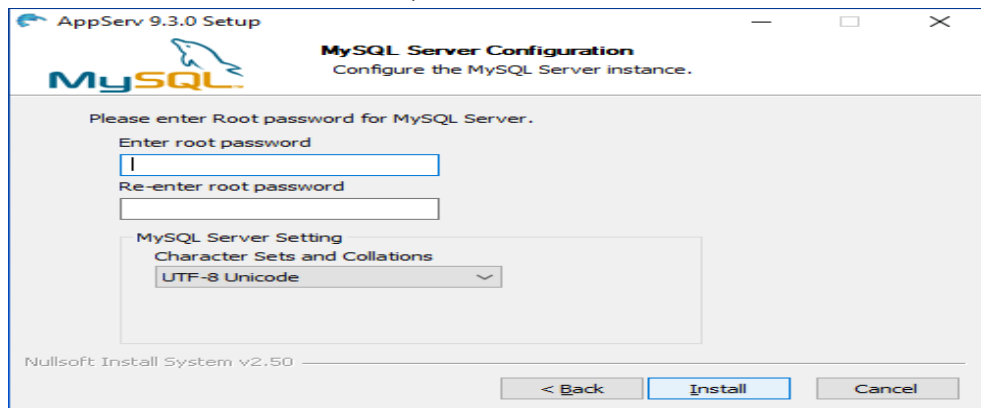 AppServ 9.3.0 Setup
MySQL Server Configuration
Configure the MySQL Server instance.
MySQL
Please enter Root password for MySQL Server.
Enter root password
Re-enter root password
MySQL Server Setting
Character Sets and Collations
UTF-8 Unicode
Nullsoft Install System v2.50
< Back
Install
Cancel